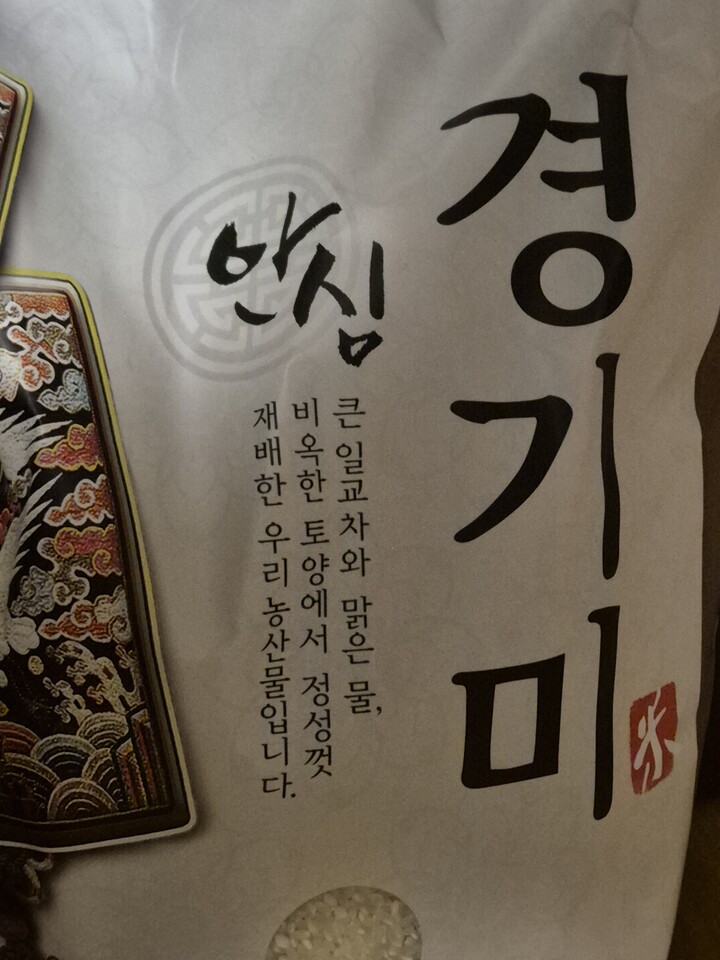 경기미
米
안심
큰 일교차와 맑은 물,
비옥한 토양에서 정성껏
재배한 우리 농산물입니다.